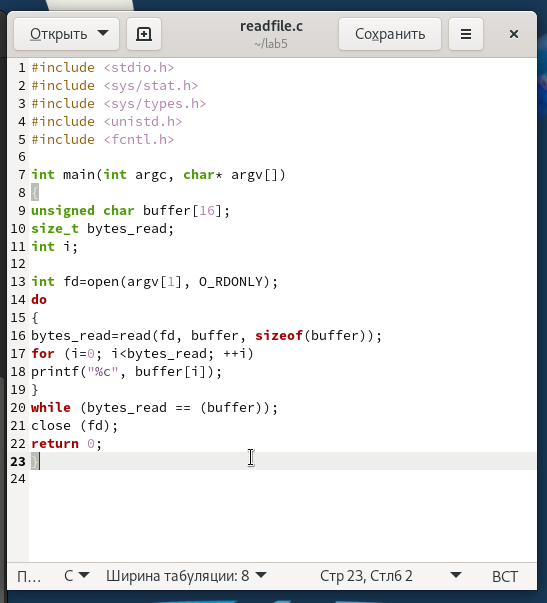 Открыть
readfile.c
~/lab5
Сохранить
1 #include <stdio.h>
2 #include <sys/stat.h>
3 #include <sys/types.h>
4 #include <unistd.h>
5 #include <fcntl.h>
6
7 int main(int argc, char* argv[])
8 {
9 unsigned char buffer[16];
10 size_t bytes_read;
11 int i;
12
13 int fd=open(argv[1], O_RDONLY);
14 do
15 {
16 bytes_read=read(fd, buffer, sizeof(buffer));
17 for (i=0; i<bytes_read; ++i)
18 printf("%c", buffer[i]);
19 }
20 while (bytes_read == (buffer));
21 close (fd);
22 return 0;
23 }
24
П… C Ширина табуляции: 8 Стр 23, Стлб 2 ВСТ